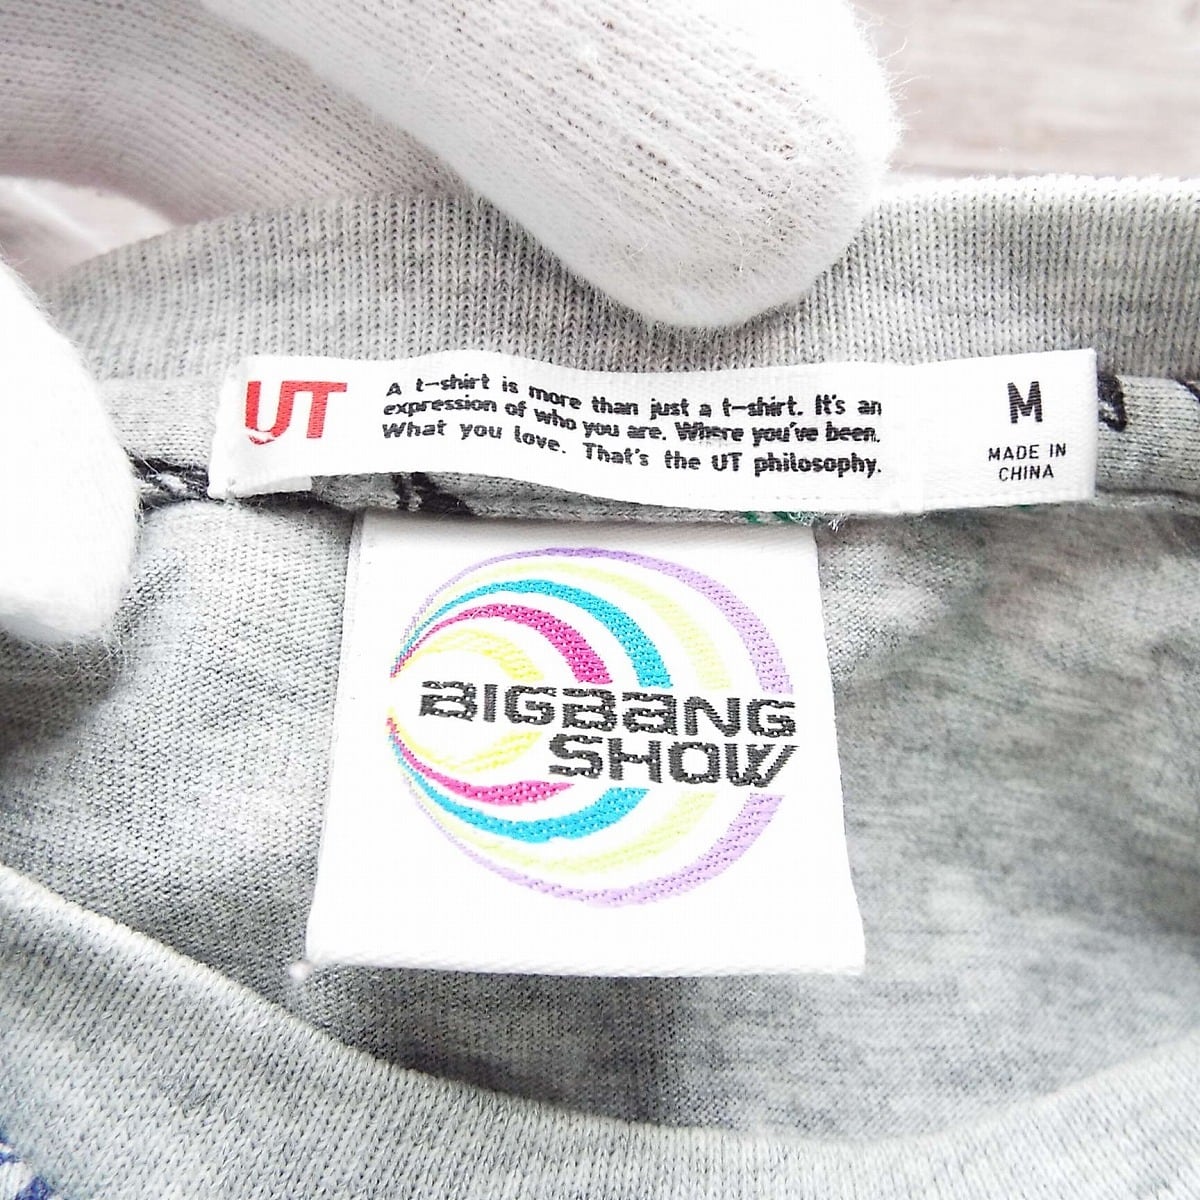 UT
A t-shirt is more than just a t-shirt. It's an
expression of who you are. Where you've been.
What you love. That's the UT philosophy.
M
MADE IN
CHINA
BIGBANG
SHOW